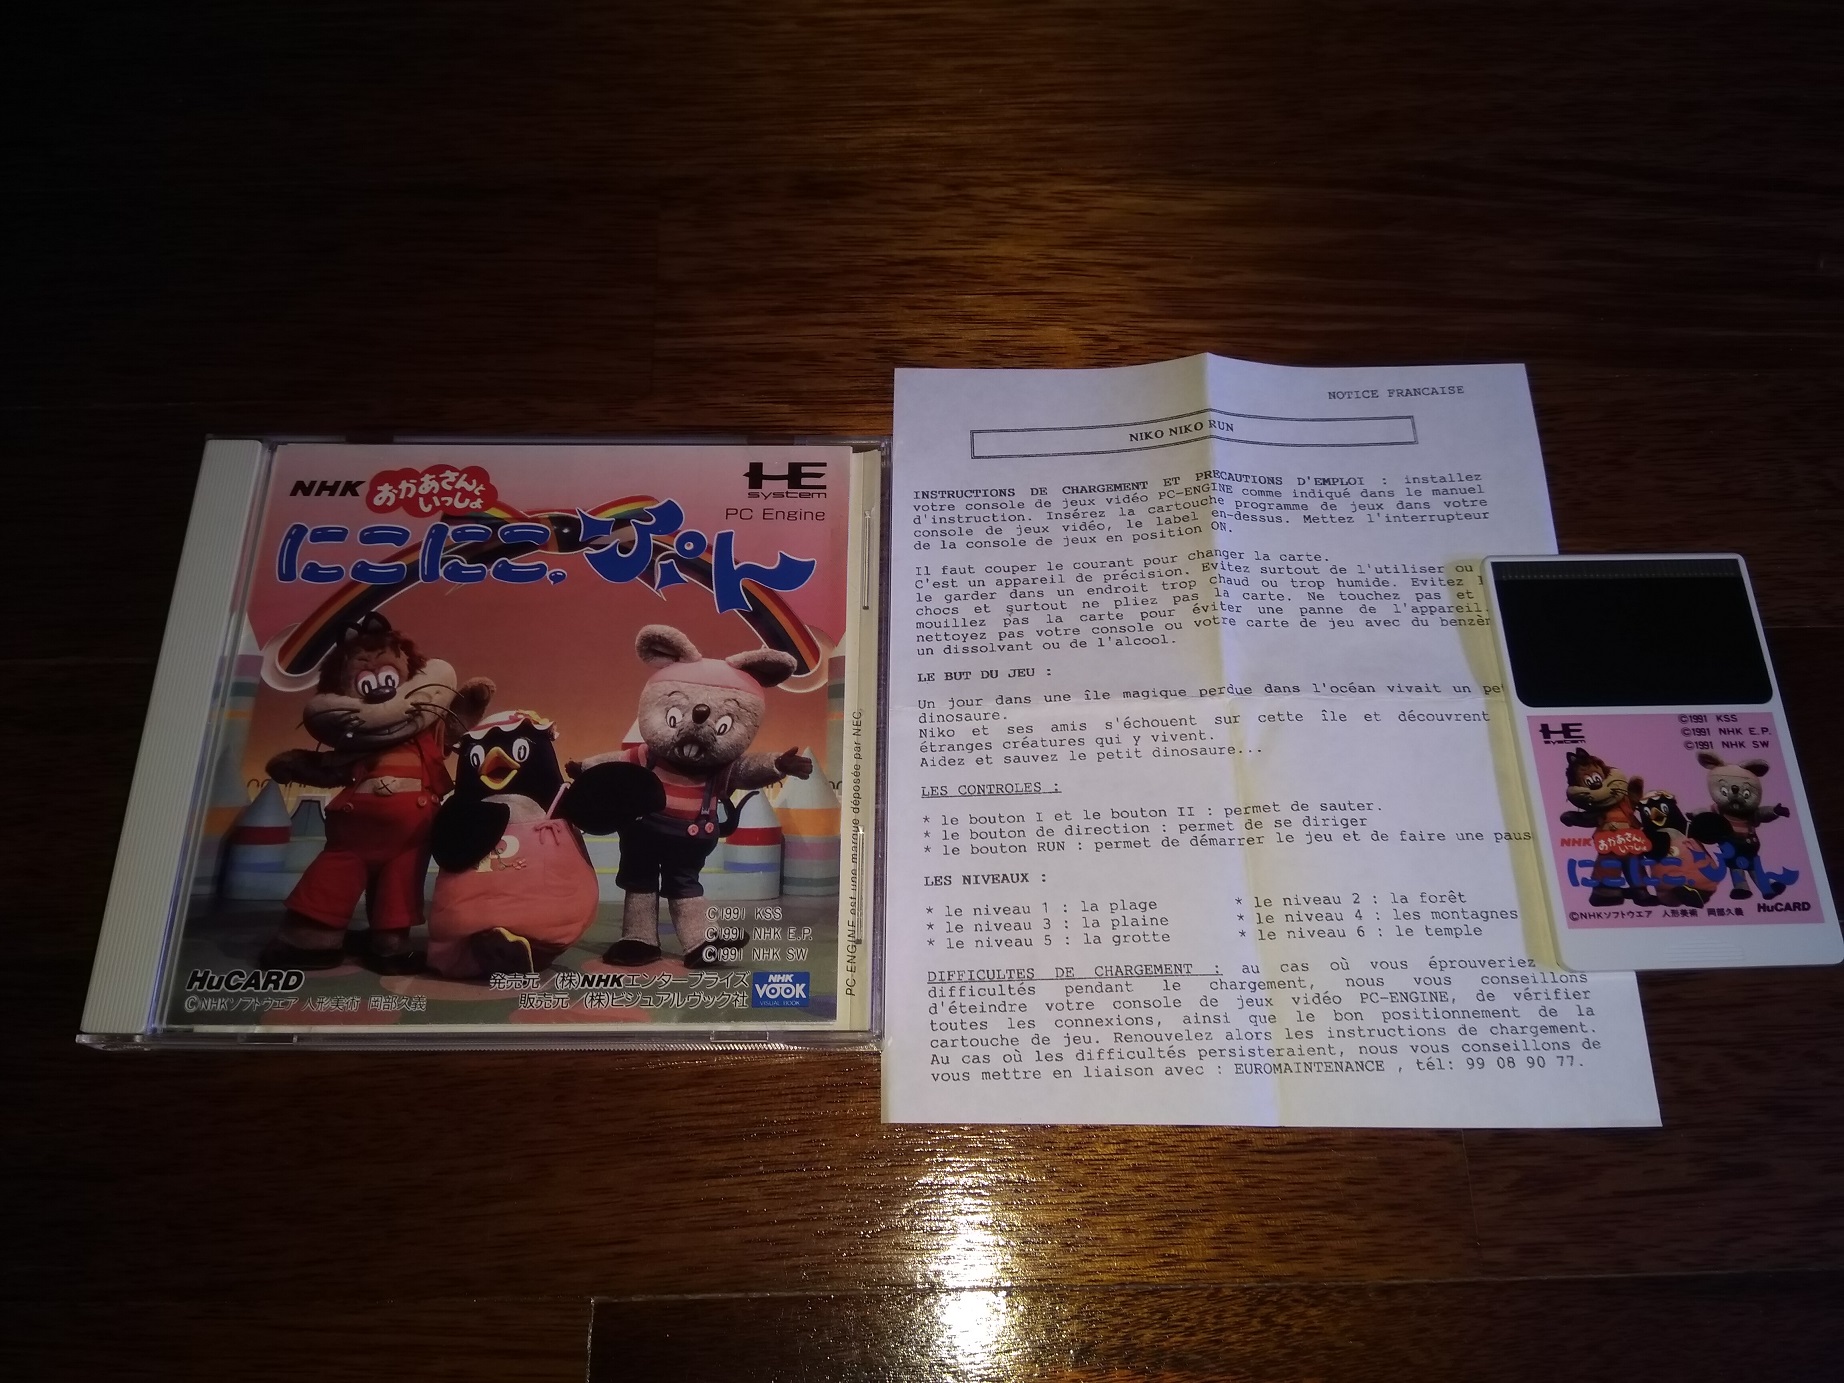 NHK おかあさんと
いっしょ
にこにこ、ぷん
HE
system
PC Engine
©1991 KSS
©1991 NHK E.P.
©1991 NHK SW
HuCARD
©NHKソフトウエア 人形美術 岡部久義
発売元 (株)NHKエンタープライズ
販売元 (株)ビジュアルヴック社
NHK
VOOK
VISUAL BOOK
PC ENGINE est une marque déposée par NEC.
NOTICE FRANCAISE
NIKO NIKO RUN
INSTRUCTIONS DE CHARGEMENT ET PRECAUTIONS D'EMPLOI : installez
votre console de jeux vidéo PC-ENGINE comme indiqué dans le manuel
d'instruction. Insérez la cartouche programme de jeux dans votre
console de jeux vidéo, le label en-dessus. Mettez l'interrupteur
de la console de jeux en position ON.
Il faut couper le courant pour changer la carte.
C'est un appareil de précision. Evitez surtout de l'utiliser ou
le garder dans un endroit trop chaud ou trop humide. Evitez
chocs et surtout ne pliez pas la carte. Ne touchez pas et
mouillez pas la carte pour éviter une panne de l'appareil.
nettoyez pas votre console ou votre carte de jeu avec du benzèn
un dissolvant ou de l'alcool.
LE BUT DU JEU :
Un jour dans une île magique perdue dans l'océan vivait un pet
dinosaure.
Niko et ses amis s'échouent sur cette île et découvrent
étranges créatures qui y vivent.
Aidez et sauvez le petit dinosaure...
LES CONTROLES :
* le bouton I et le bouton II : permet de sauter.
* le bouton de direction : permet de se diriger
* le bouton RUN : permet de démarrer le jeu et de faire une paus
LES NIVEAUX :
* le niveau 1 : la plage * le niveau 2 : la forêt
* le niveau 3 : la plaine * le niveau 4 : les montagnes
* le niveau 5 : la grotte * le niveau 6 : le temple
DIFFICULTES DE CHARGEMENT : au cas où vous éprouveriez
difficultés pendant le chargement, nous vous conseillons
d'éteindre votre console de jeux vidéo PC-ENGINE, de vérifier
toutes les connexions, ainsi que le bon positionnement de la
cartouche de jeu. Renouvelez alors les instructions de chargement.
Au cas où les difficultés persisteraient, nous vous conseillons de
vous mettre en liaison avec : EUROMAINTENANCE , tél: 99 08 90 77.
HE
system
©1991 KSS
©1991 NHK E.P.
©1991 NHK SW
NHK おかあさんと
いっしょ
にこにこ、ぷん
HuCARD
©NHKソフトウエア 人形美術 岡部久義